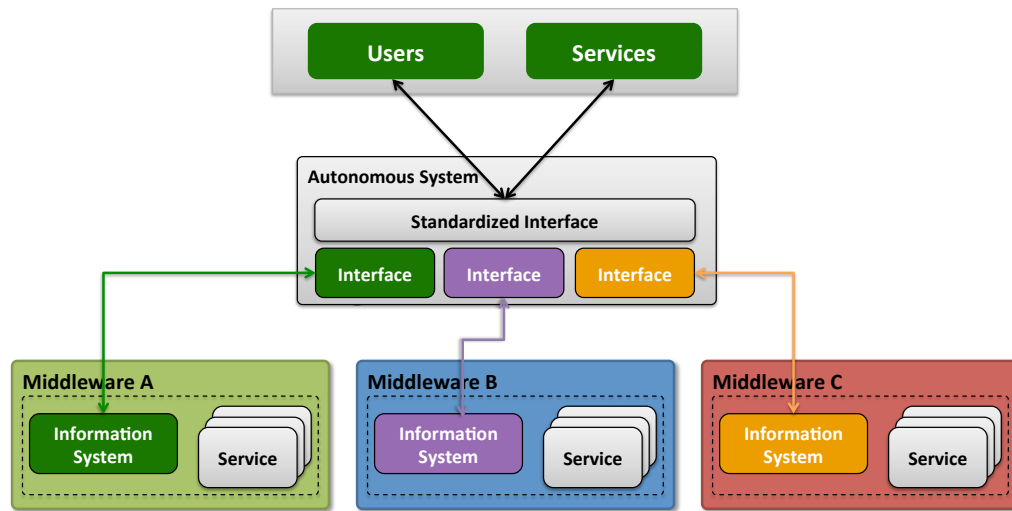 Users
Services
Autonomous System
Standardized Interface
Interface
Interface
Interface
Middleware A
Middleware B
Middleware C
Information
System
Service
Information
System
Service
Information
System
Service